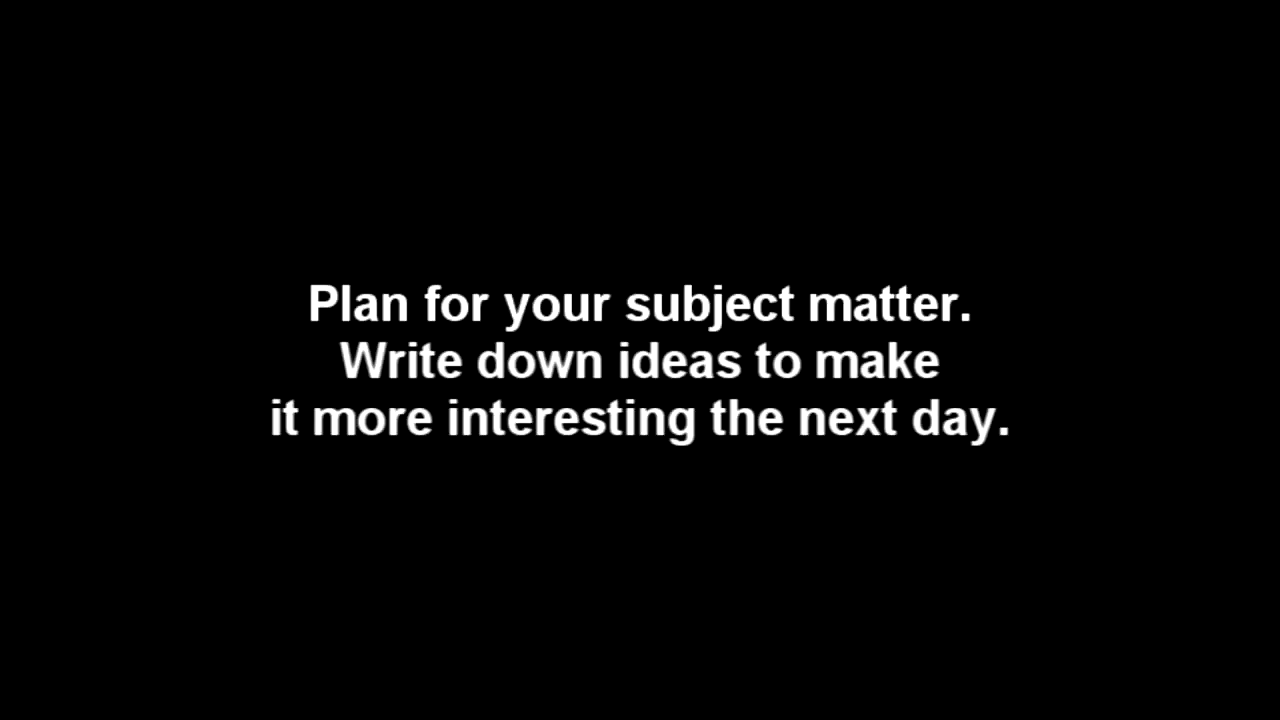 Plan for your subject matter.
Write down ideas to make
it more interesting the next day.